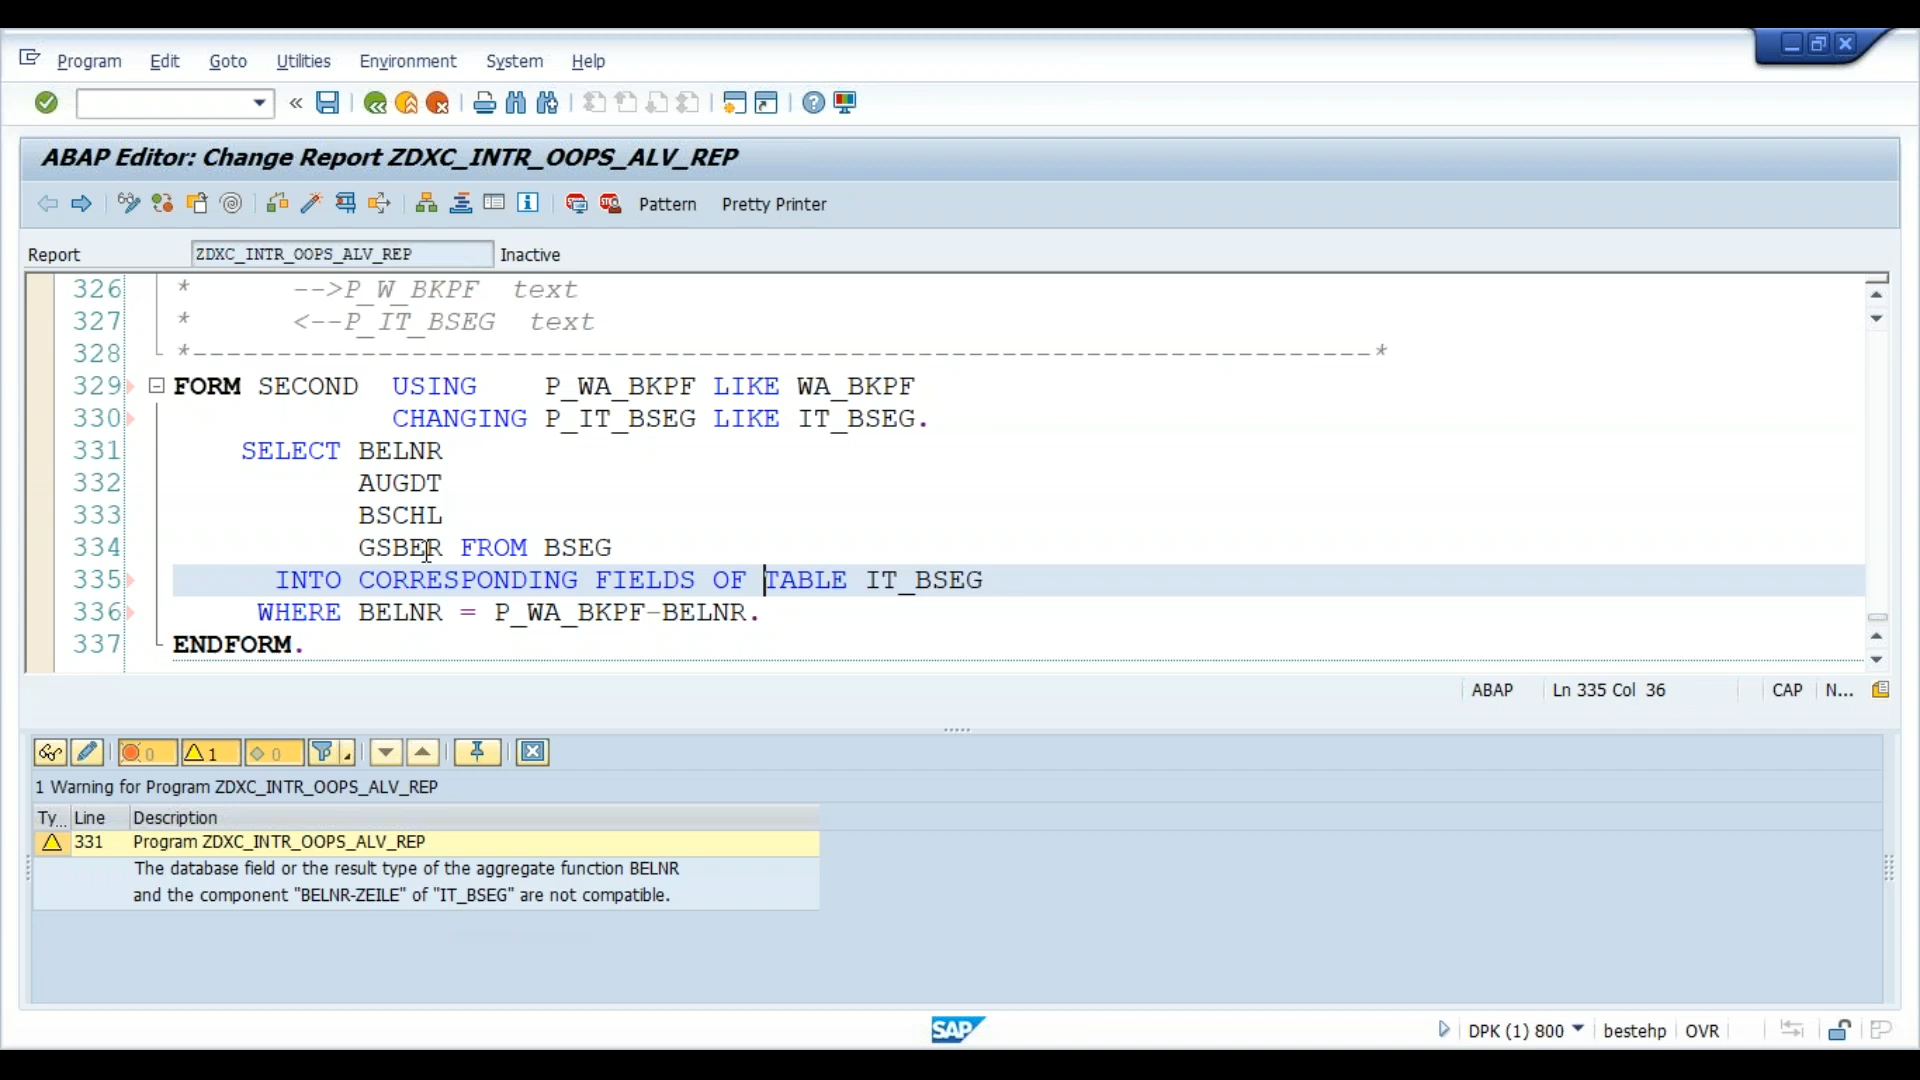 Program Edit Goto Utilities Environment System Help
ABAP Editor: Change Report ZDXC_INTR_OOPS_ALV_REP
Pattern Pretty Printer
Report ZDXC_INTR_OOPS_ALV_REP Inactive
326 * -->P_W_BKPF text
327 * <--P_IT_BSEG text
328 *----------------------------------------------------------------------*
329 FORM SECOND USING P_WA_BKPF LIKE WA_BKPF
330 CHANGING P_IT_BSEG LIKE IT_BSEG.
331 SELECT BELNR
332 AUGDT
333 BSCHL
334 GSBER FROM BSEG
335 INTO CORRESPONDING FIELDS OF TABLE IT_BSEG
336 WHERE BELNR = P_WA_BKPF-BELNR.
337 ENDFORM.
ABAP Ln 335 Col 36 CAP N...
0 1 0
1 Warning for Program ZDXC_INTR_OOPS_ALV_REP
Ty... Line Description
331 Program ZDXC_INTR_OOPS_ALV_REP
The database field or the result type of the aggregate function BELNR
and the component "BELNR-ZEILE" of "IT_BSEG" are not compatible.
SAP DPK (1) 800 bestehp OVR